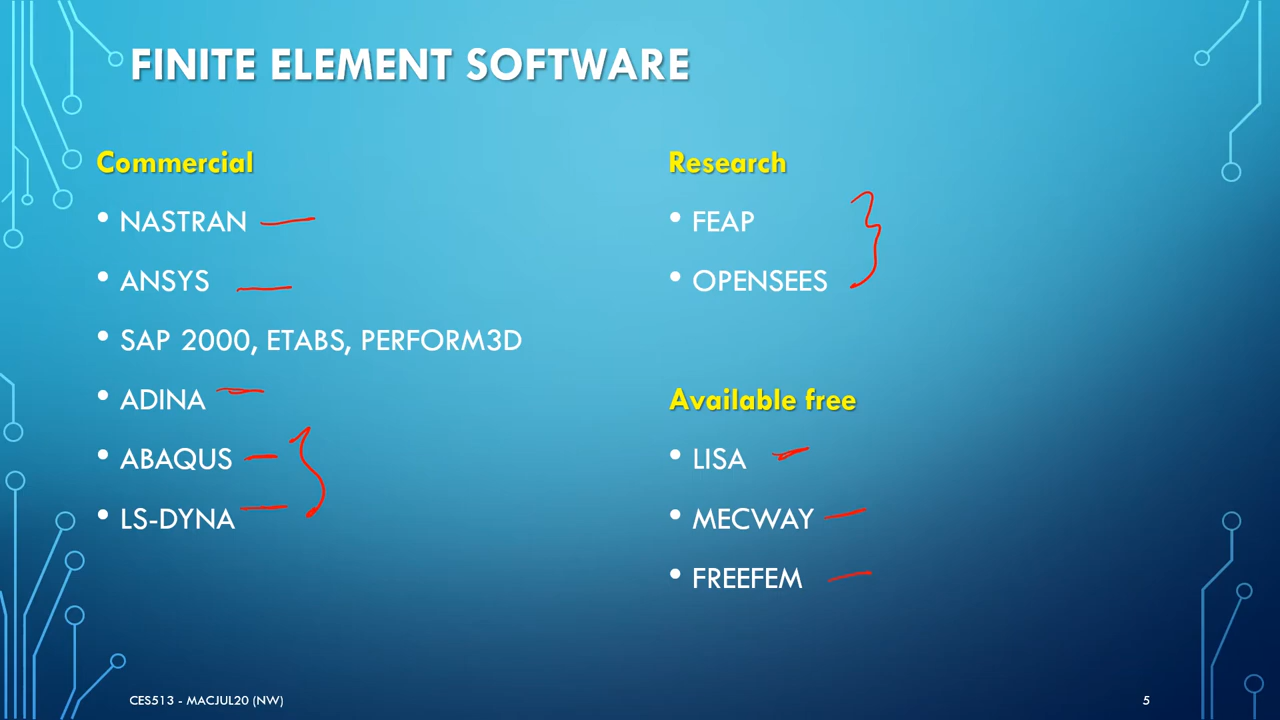 FINITE ELEMENT SOFTWARE
Commercial
• NASTRAN
• ANSYS
• SAP 2000, ETABS, PERFORM3D
• ADINA
• ABAQUS
• LS-DYNA
Research
• FEAP
• OPENSEES
Available free
• LISA
• MECWAY
• FREEFEM
CES513 - MACJUL20 (NW)
5